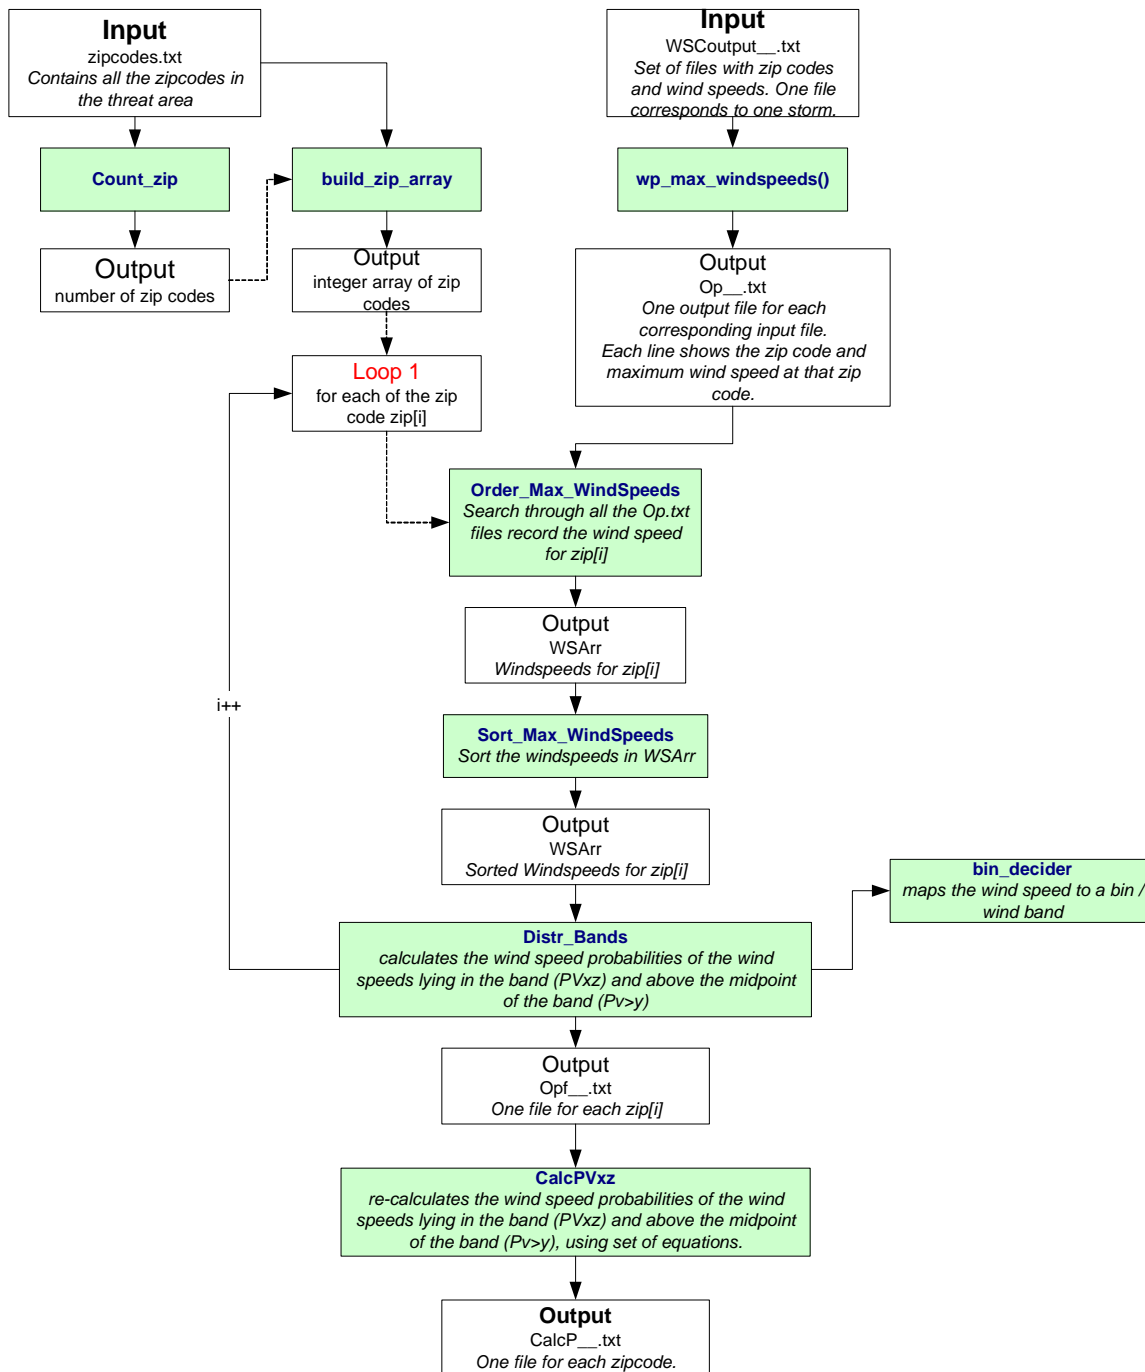 Input
zipcodes.txt
Contains all the zipcodes in
the threat area
Input
WSCoutput__.txt
Set of files with zip codes
and wind speeds. One file
corresponds to one storm.
Count_zip
build_zip_array
wp_max_windspeeds()
Output
number of zip codes
Output
integer array of zip
codes
Output
Op__.txt
One output file for each
corresponding input file.
Each line shows the zip code and
maximum wind speed at that zip
code.
Loop 1
for each of the zip
code zip[i]
Order_Max_WindSpeeds
Search through all the Op.txt
files record the wind speed
for zip[i]
Output
WSArr
Windspeeds for zip[i]
i++
Sort_Max_WindSpeeds
Sort the windspeeds in WSArr
Output
WSArr
Sorted Windspeeds for zip[i]
bin_decider
maps the wind speed to a bin /
wind band
Distr_Bands
calculates the wind speed probabilities of the wind
speeds lying in the band (PVxz) and above the midpoint
of the band (Pv>y)
Output
Opf__.txt
One file for each zip[i]
CalcPVxz
re-calculates the wind speed probabilities of the wind
speeds lying in the band (PVxz) and above the midpoint
of the band (Pv>y), using set of equations.
Output
CalcP__.txt
One file for each zipcode.